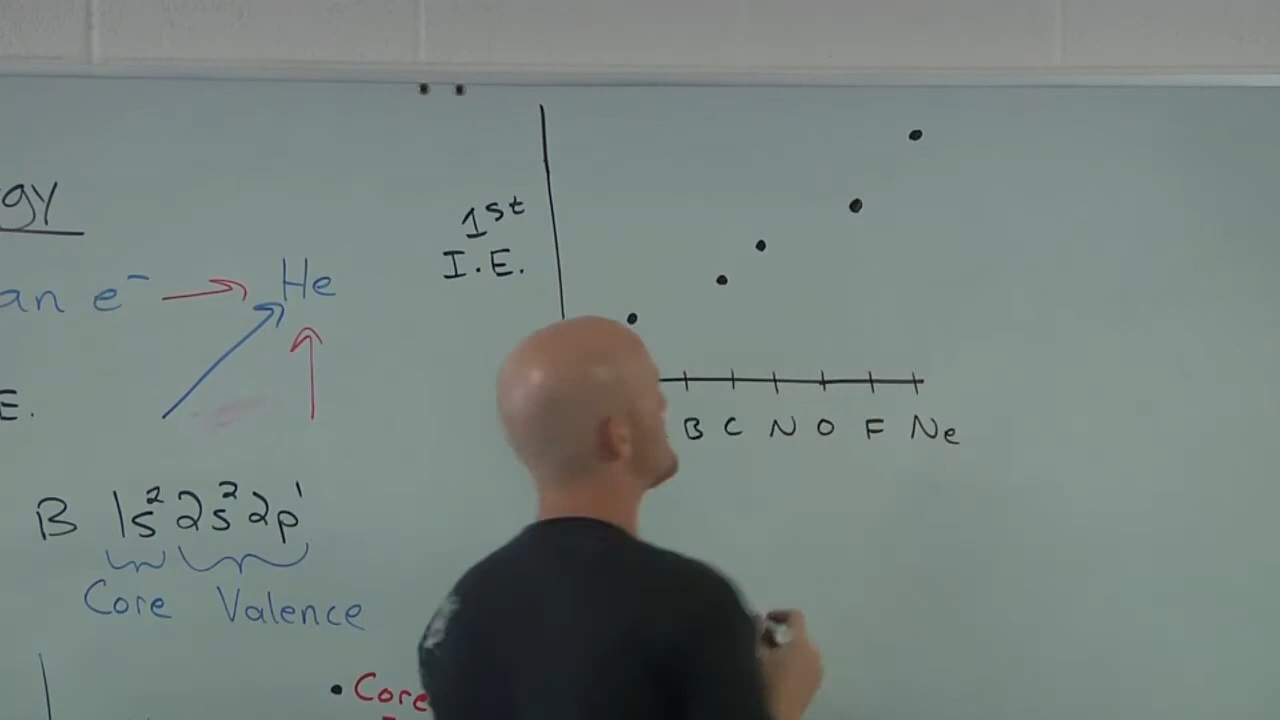 gy
an e⁻ → He
E.
B 1s² 2s² 2p¹
Core Valence
• Core
1st
I.E.
B C N O F Ne